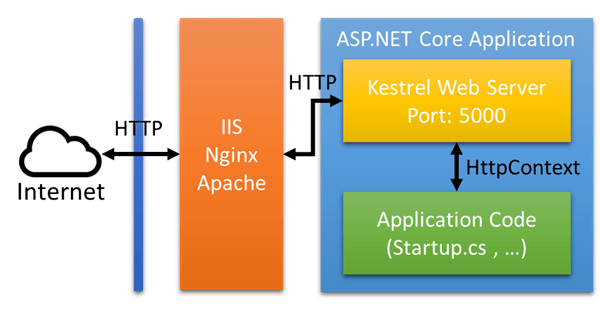 ASP.NET Core Application
HTTP
Kestrel Web Server
Port: 5000
HTTP
IIS
Nginx
Apache
Internet
HttpContext
Application Code
(Startup.cs , ...)